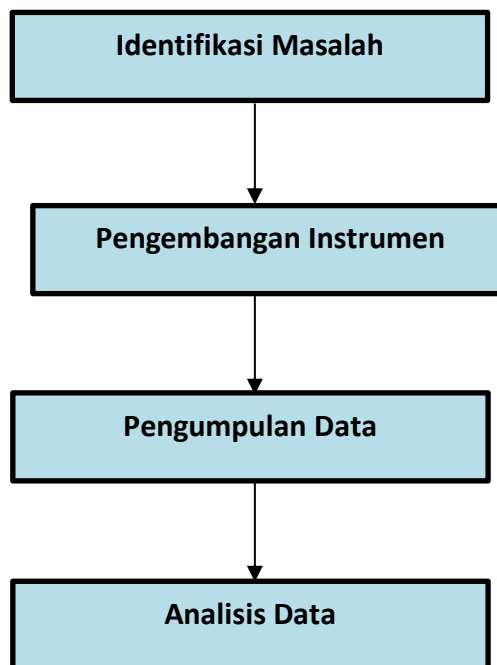 Identifikasi Masalah
Pengembangan Instrumen
Pengumpulan Data
Analisis Data